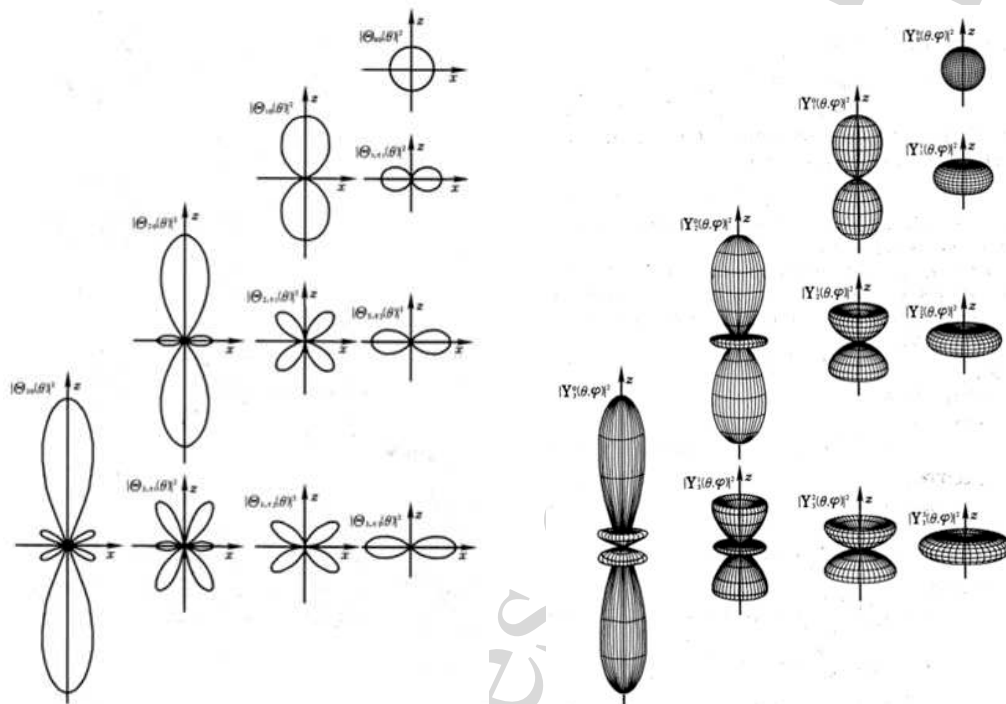 |Θ₀₀(θ)|² z
x
|Y₀⁰(θ.φ)|² z
|Θ₁₀(θ)|² z
x
|Θ₁,±₁(θ)|² z
x
|Y₁⁰(θ.φ)|² z
|Y₁¹(θ.φ)|² z
|Θ₂₀(θ)|² z
x
|Θ₂,±₁(θ)|² z
x
|Θ₂,±₂(θ)|² z
x
|Y₂⁰(θ.φ)|² z
|Y₂¹(θ.φ)|² z
|Y₂²(θ.φ)|² z
|Θ₃₀(θ)|² z
x
|Θ₃,±₁(θ)|² z
x
|Θ₃,±₂(θ)|² z
x
|Θ₃,±₃(θ)|² z
x
|Y₃⁰(θ.φ)|² z
|Y₃¹(θ.φ)|² z
|Y₃²(θ.φ)|² z
|Y₃³(θ.φ)|² z
cs